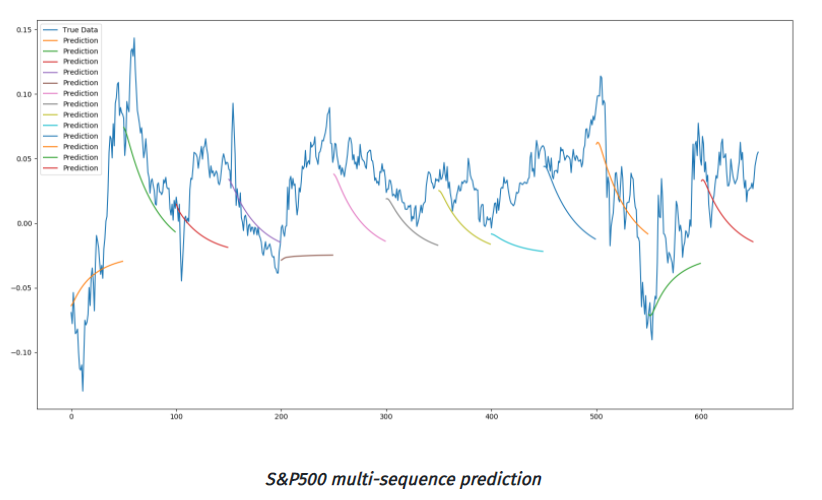 0.15
0.10
0.05
0.00
−0.05
−0.10
True Data
Prediction
Prediction
Prediction
Prediction
Prediction
Prediction
Prediction
Prediction
Prediction
Prediction
Prediction
Prediction
Prediction
0
100
200
300
400
500
600
S&P500 multi-sequence prediction